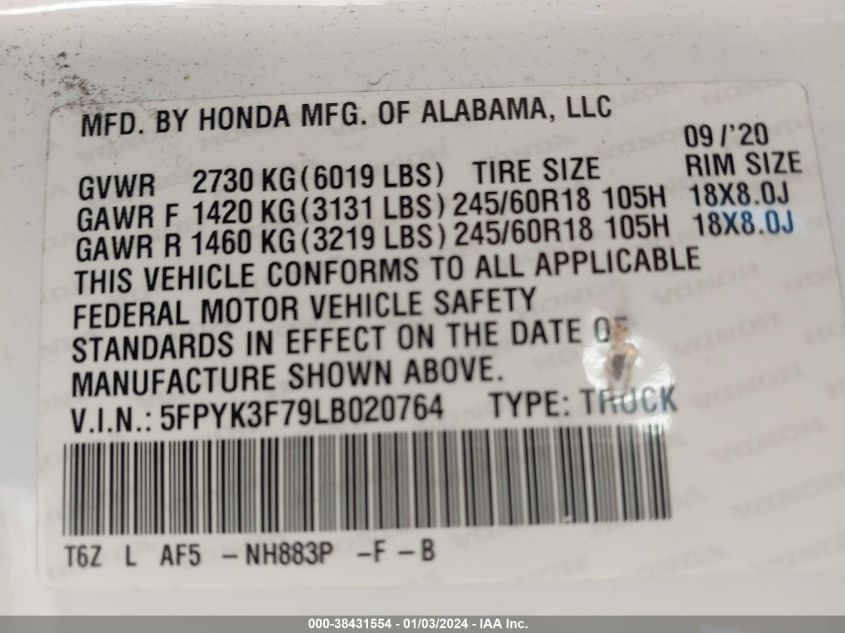 MFD. BY HONDA MFG. OF ALABAMA, LLC
09/'20
GVWR 2730 KG (6019 LBS) TIRE SIZE RIM SIZE
GAWR F 1420 KG (3131 LBS) 245/60R18 105H 18X8.0J
GAWR R 1460 KG (3219 LBS) 245/60R18 105H 18X8.0J
THIS VEHICLE CONFORMS TO ALL APPLICABLE
FEDERAL MOTOR VEHICLE SAFETY
STANDARDS IN EFFECT ON THE DATE OF
MANUFACTURE SHOWN ABOVE.
V.I.N.: 5FPYK3F79LB020764 TYPE: TRUCK
T6Z L AF5 -NH883P -F -B
000-38431554 - 01/03/2024 - IAA Inc.